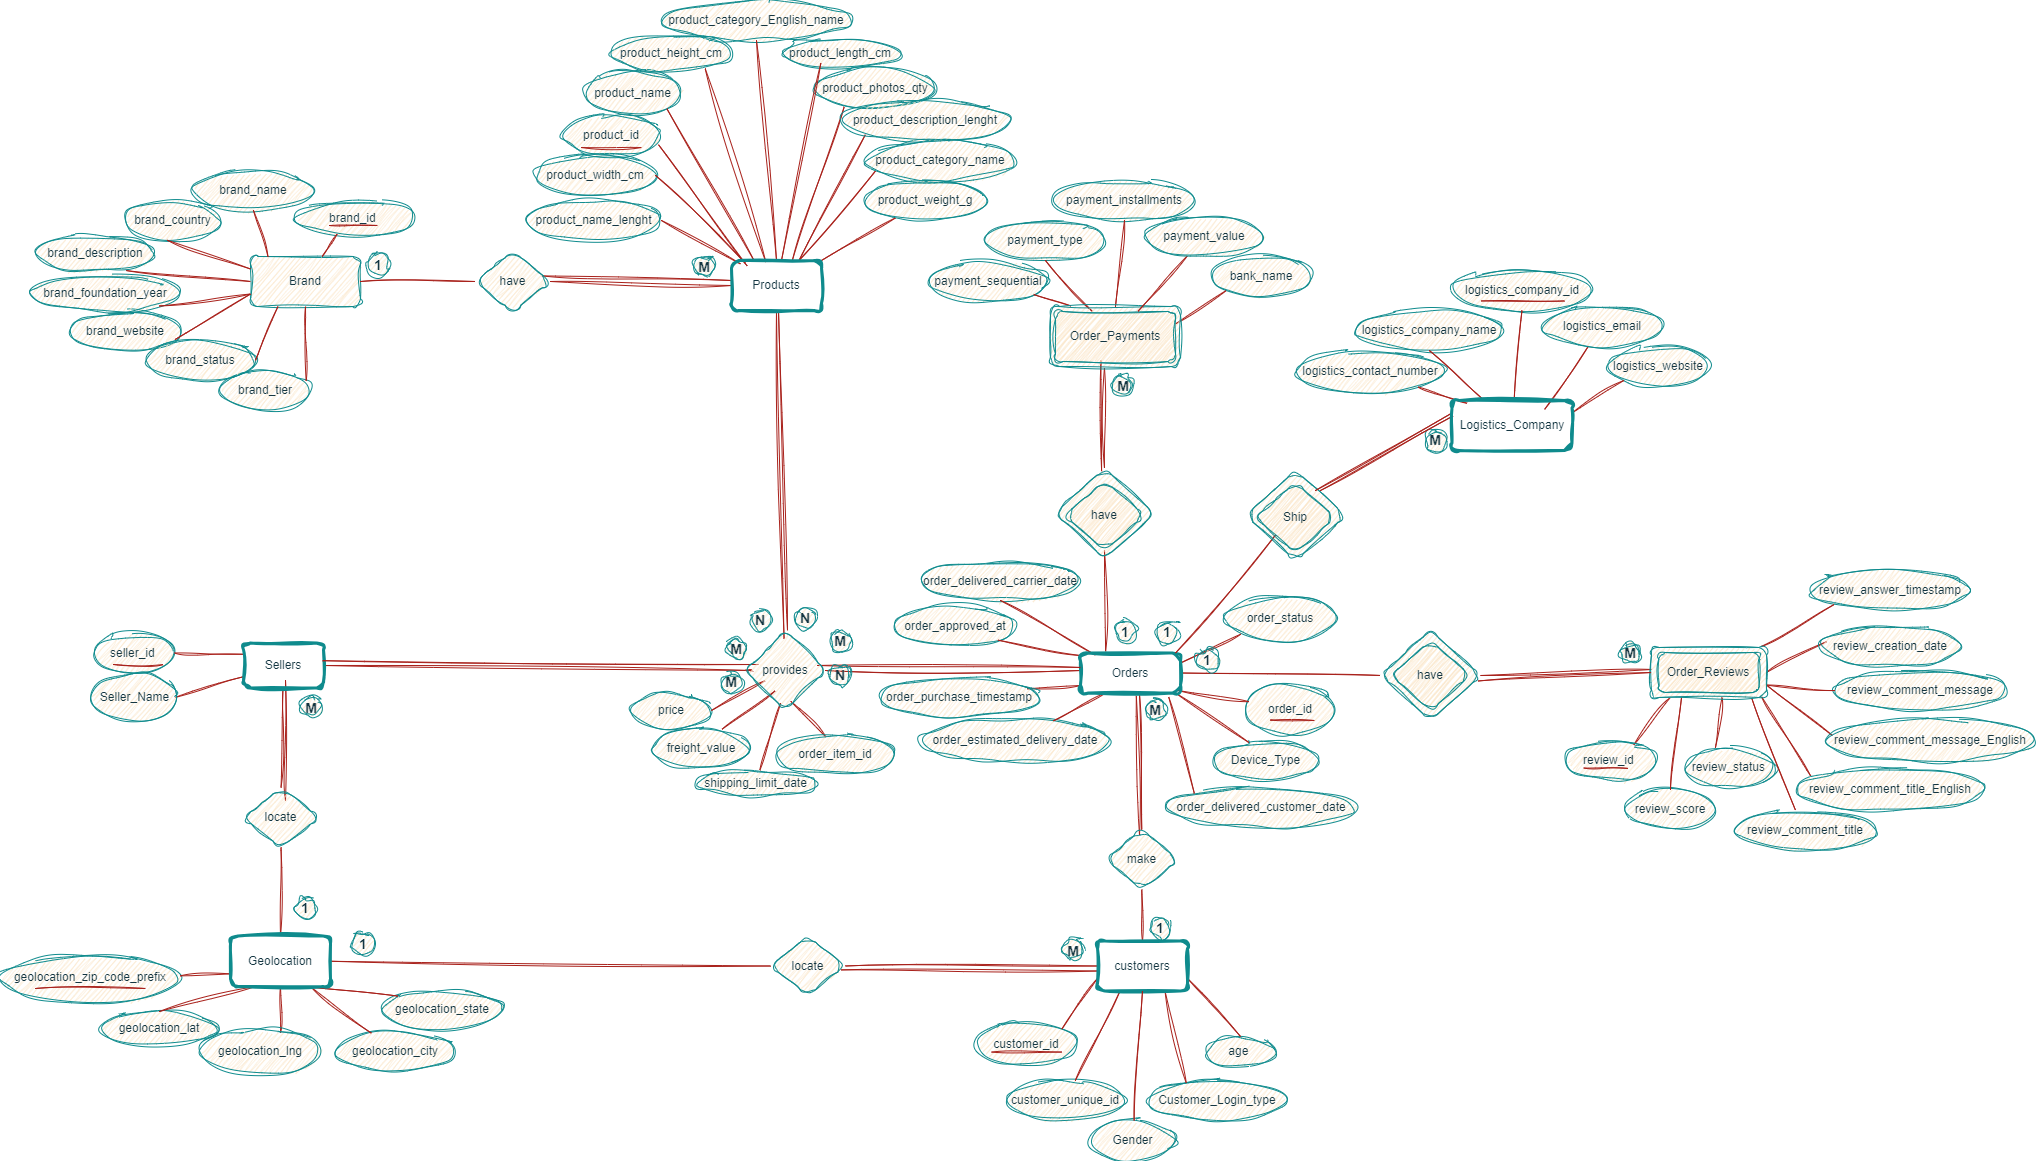 product_category_English_name
product_height_cm
product_length_cm
product_name
product_photos_qty
product_description_lenght
product_id
product_category_name
product_width_cm
product_weight_g
product_name_lenght
brand_name
brand_id
brand_country
brand_description
brand_foundation_year
brand_website
brand_status
brand_tier
Brand
1
have
M
Products
payment_installments
payment_type
payment_value
payment_sequential
bank_name
Order_Payments
M
logistics_company_id
logistics_company_name
logistics_email
logistics_contact_number
logistics_website
Logistics_Company
M
have
Ship
order_delivered_carrier_date
order_approved_at
order_status
1
1
1
seller_id
Seller_Name
Sellers
M
N
N
M
M
M
N
provides
price
freight_value
shipping_limit_date
order_item_id
Orders
order_purchase_timestamp
order_estimated_delivery_date
M
order_id
Device_Type
order_delivered_customer_date
have
M
Order_Reviews
review_answer_timestamp
review_creation_date
review_comment_message
review_comment_message_English
review_comment_title_English
review_comment_title
review_status
review_id
review_score
locate
make
1
1
Geolocation
locate
M
1
customers
geolocation_zip_code_prefix
geolocation_lat
geolocation_lng
geolocation_city
geolocation_state
customer_id
customer_unique_id
Gender
Customer_Login_type
age